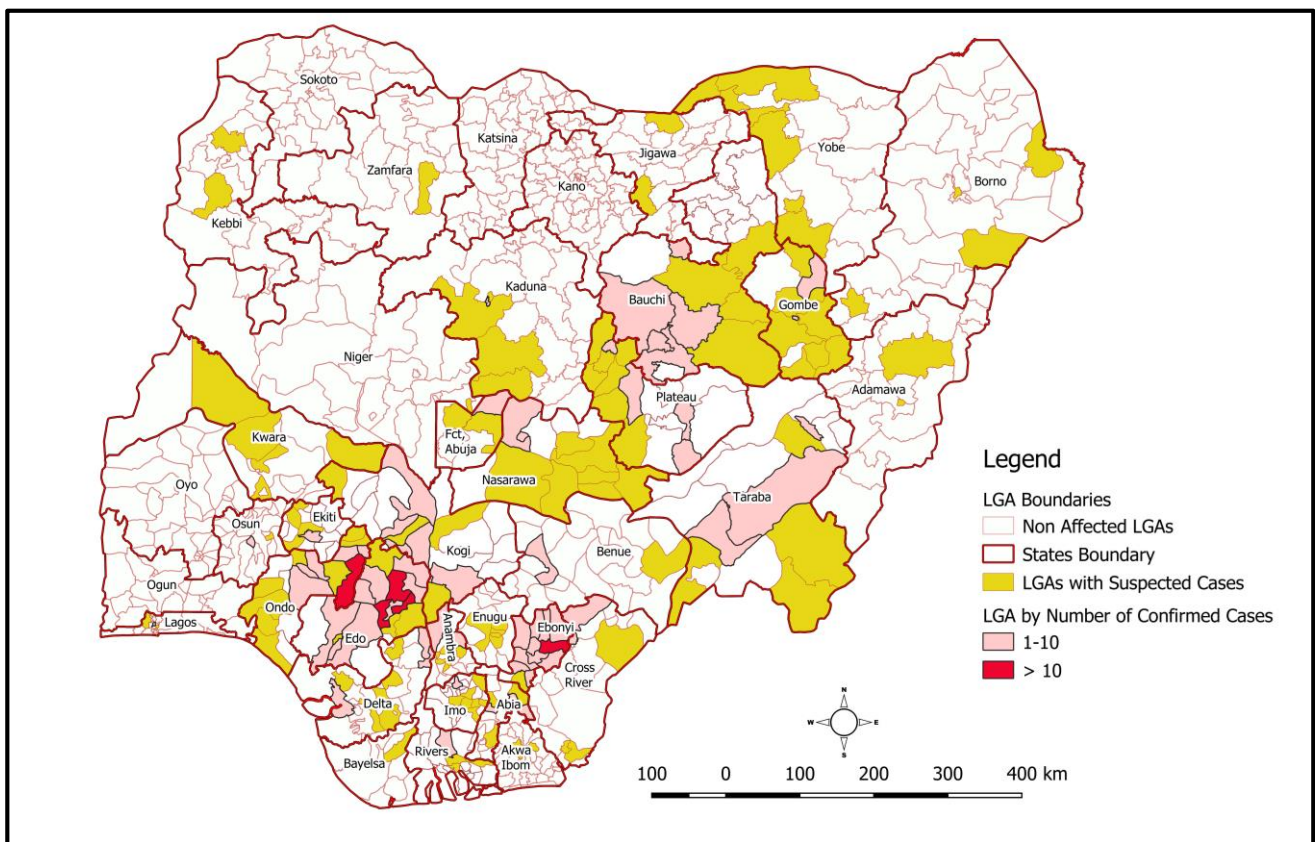 Sokoto
Katsina
Jigawa
Yobe
Zamfara
Kano
Borno
Kebbi
Kaduna
Bauchi
Gombe
Niger
Adamawa
Plateau
Kwara
Fct,
Abuja
Nasarawa
Taraba
Oyo
Osun
Ekiti
Kogi
Benue
Ogun
Ondo
Lagos
Edo
Anambra
Enugu
Ebonyi
Cross
River
Delta
Imo
Abia
Bayelsa
Rivers
Akwa
Ibom
Legend
LGA Boundaries
Non Affected LGAs
States Boundary
LGAs with Suspected Cases
LGA by Number of Confirmed Cases
1-10
> 10
N
W
E
S
100 0 100 200 300 400 km